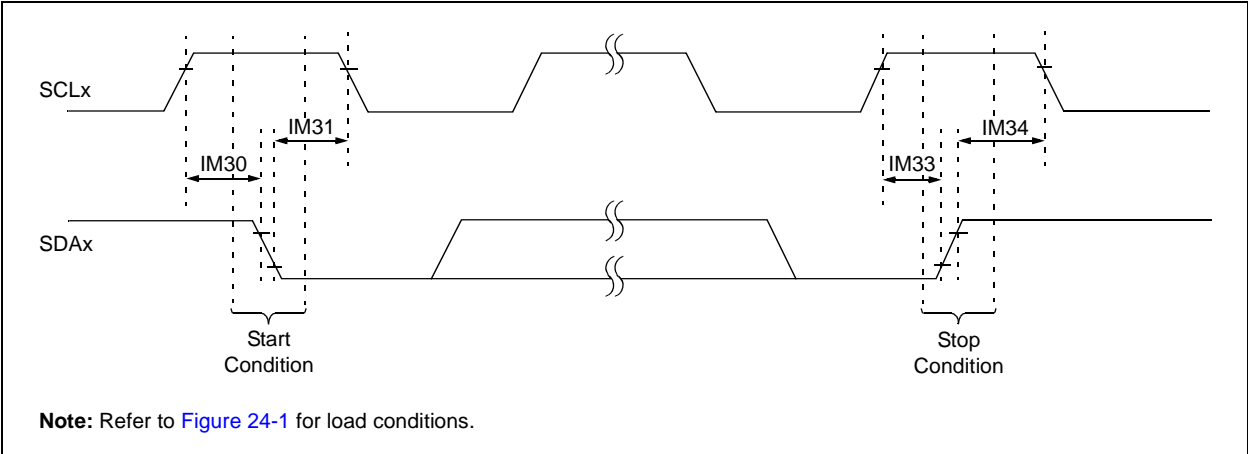 SCLx
IM31
IM34
IM30
IM33
SDAx
Start
Condition
Stop
Condition
Note: Refer to Figure 24-1 for load conditions.